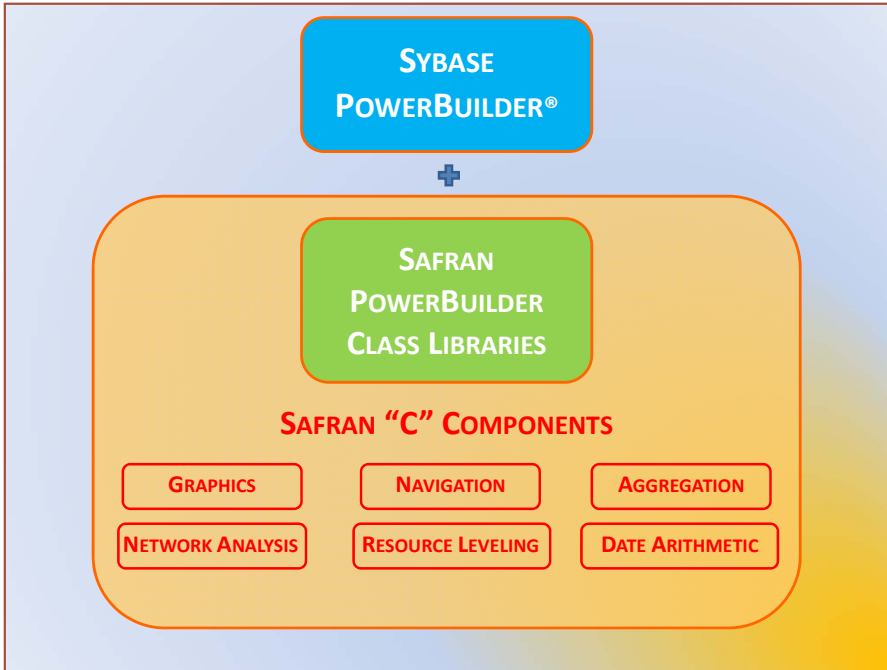 SYBASE
POWERBUILDER®
SAFRAN
POWERBUILDER
CLASS LIBRARIES
SAFRAN “C” COMPONENTS
GRAPHICS
NAVIGATION
AGGREGATION
NETWORK ANALYSIS
RESOURCE LEVELING
DATE ARITHMETIC